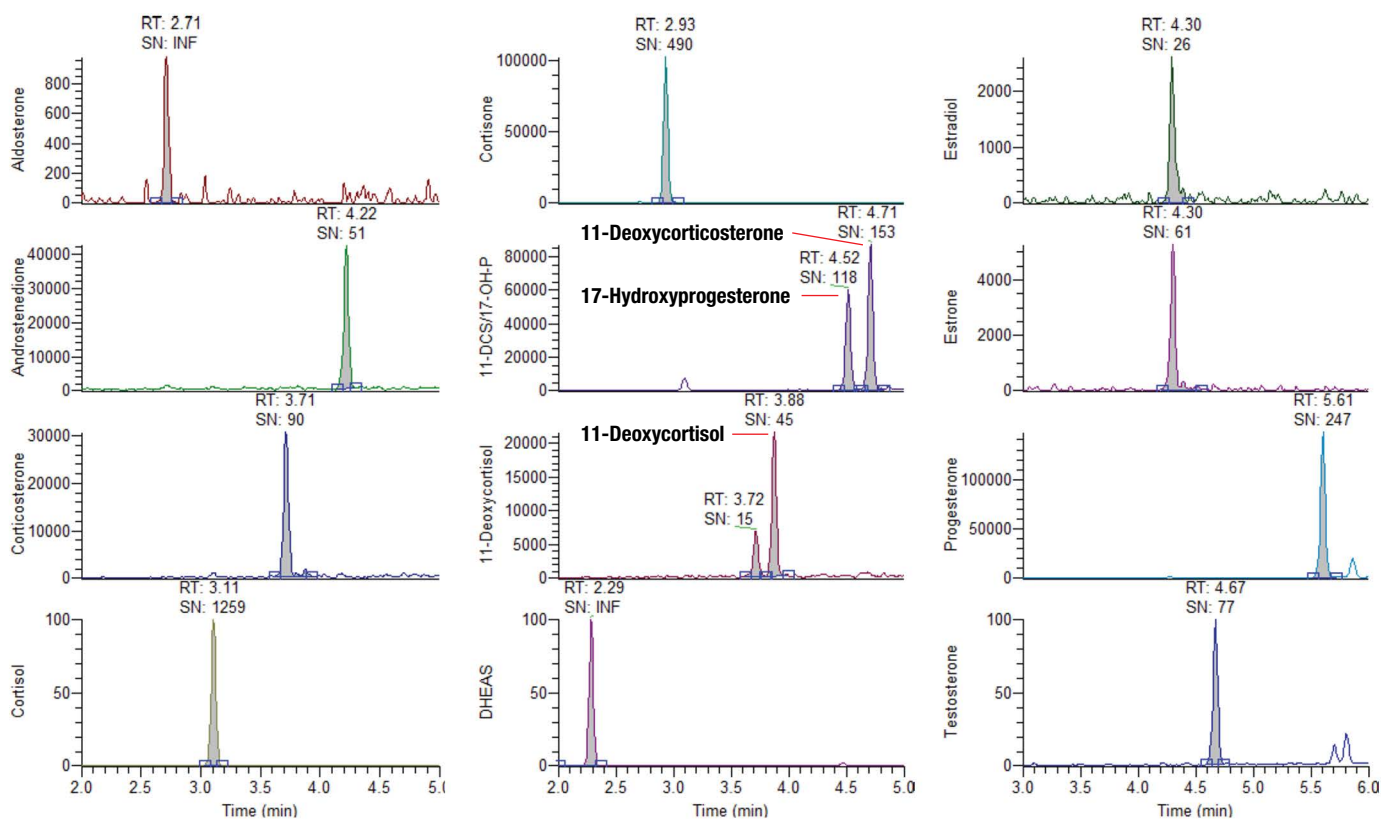 RT: 2.71
SN: INF
Aldosterone
800
600
400
200
0
RT: 2.93
SN: 490
Cortisone
100000
50000
0
RT: 4.30
SN: 26
Estradiol
2000
1000
0
RT: 4.22
SN: 51
Androstenedione
40000
30000
20000
10000
0
RT: 4.71
SN: 153
11-Deoxycorticosterone
RT: 4.52
SN: 118
17-Hydroxyprogesterone
11-DCS/17-OH-P
80000
60000
40000
20000
0
RT: 4.30
SN: 61
Estrone
4000
2000
0
RT: 3.71
SN: 90
Corticosterone
30000
20000
10000
0
RT: 3.88
SN: 45
11-Deoxycortisol
RT: 3.72
SN: 15
11-Deoxycortisol
20000
15000
10000
5000
0
RT: 5.61
SN: 247
Progesterone
100000
50000
0
RT: 3.11
SN: 1259
Cortisol
100
50
0
2.0 2.5 3.0 3.5 4.0 4.5 5.0
Time (min)
RT: 2.29
SN: INF
DHEAS
100
50
0
2.0 2.5 3.0 3.5 4.0 4.5 5.0
Time (min)
RT: 4.67
SN: 77
Testosterone
100
50
0
3.0 3.5 4.0 4.5 5.0 5.5 6.0
Time (min)